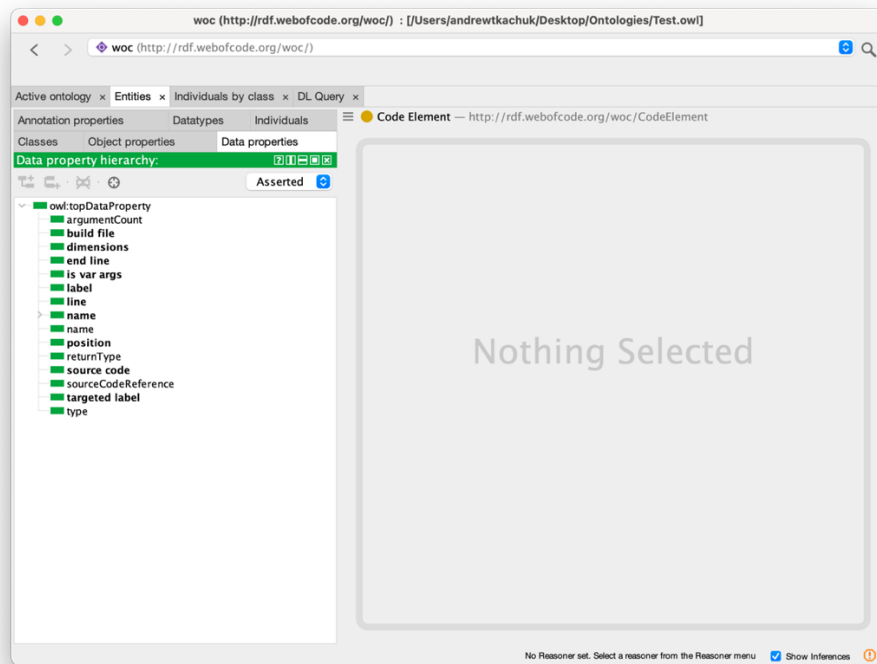 woc (http://rdf.webofcode.org/woc/) : [/Users/andrewtkachuk/Desktop/Ontologies/Test.owl]
woc (http://rdf.webofcode.org/woc/)
Active ontology × Entities × Individuals by class × DL Query ×
Annotation properties Datatypes Individuals
Classes Object properties Data properties
Data property hierarchy:
Asserted
owl:topDataProperty
argumentCount
build file
dimensions
end line
is var args
label
line
name
name
position
returnType
source code
sourceCodeReference
targeted label
type
Code Element — http://rdf.webofcode.org/woc/CodeElement
Nothing Selected
No Reasoner set. Select a reasoner from the Reasoner menu Show Inferences